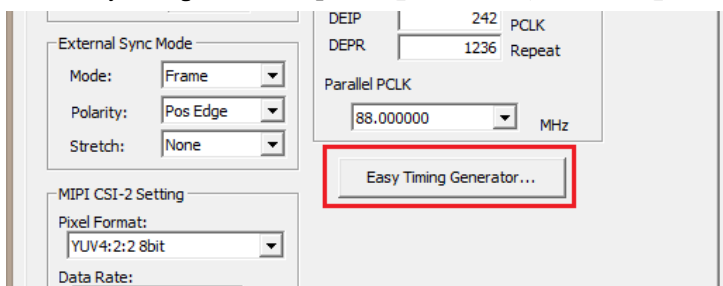 External Sync Mode
Mode: Frame
Polarity: Pos Edge
Stretch: None
MIPI CSI-2 Setting
Pixel Format:
YUV4:2:2 8bit
Data Rate:
DEIP 242 PCLK
DEPR 1236 Repeat
Parallel PCLK
88.000000 MHz
Easy Timing Generator...